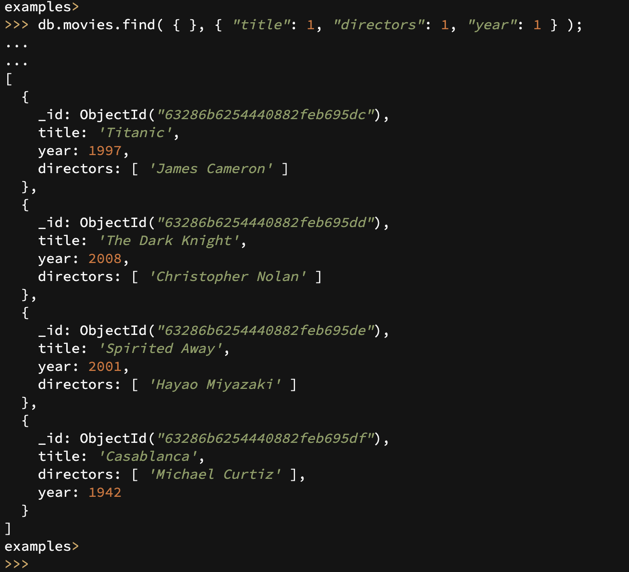 examples>
>>> db.movies.find( { }, { "title": 1, "directors": 1, "year": 1 } );
...
...
[
  {
    _id: ObjectId("63286b6254440882feb695dc"),
    title: 'Titanic',
    year: 1997,
    directors: [ 'James Cameron' ]
  },
  {
    _id: ObjectId("63286b6254440882feb695dd"),
    title: 'The Dark Knight',
    year: 2008,
    directors: [ 'Christopher Nolan' ]
  },
  {
    _id: ObjectId("63286b6254440882feb695de"),
    title: 'Spirited Away',
    year: 2001,
    directors: [ 'Hayao Miyazaki' ]
  },
  {
    _id: ObjectId("63286b6254440882feb695df"),
    title: 'Casablanca',
    directors: [ 'Michael Curtiz' ],
    year: 1942
  }
]
examples>
>>>